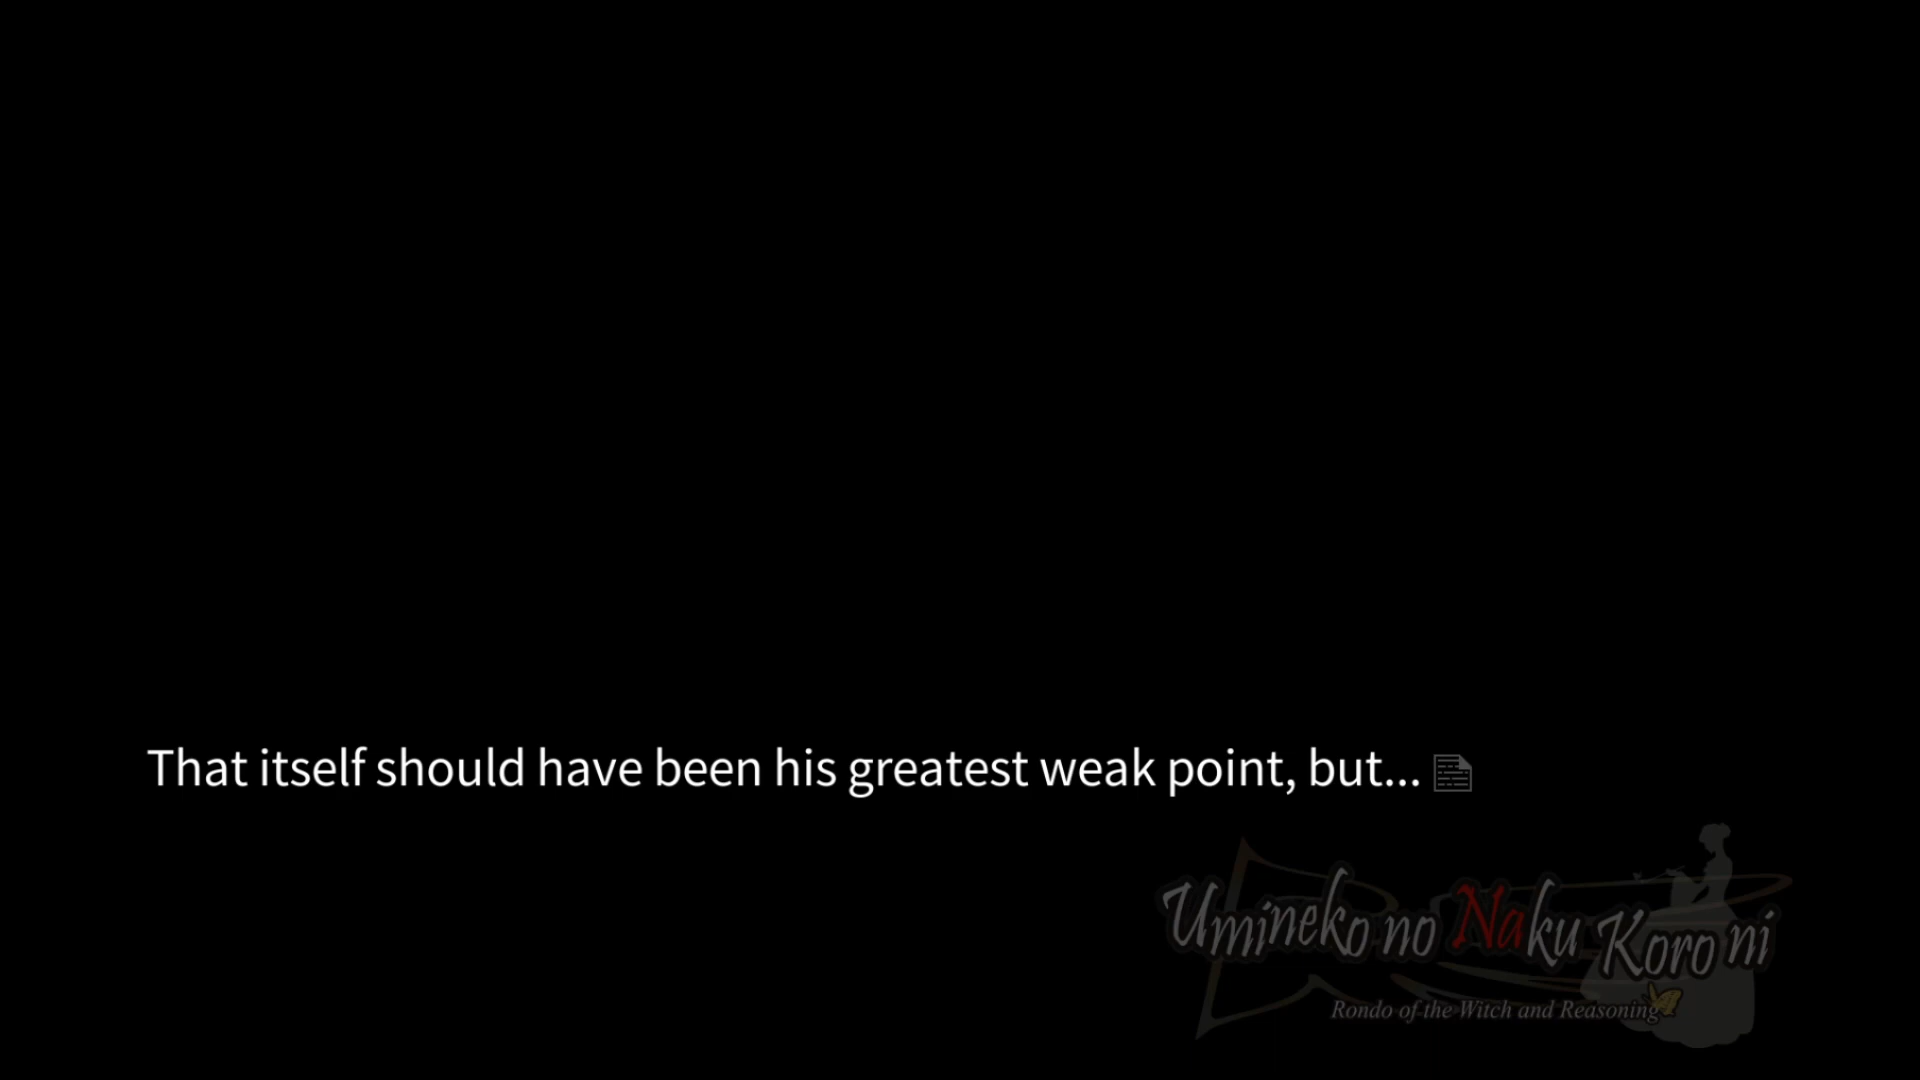 That itself should have been his greatest weak point, but...
Umineko no Naku Koro ni
Rondo of the Witch and Reasoning